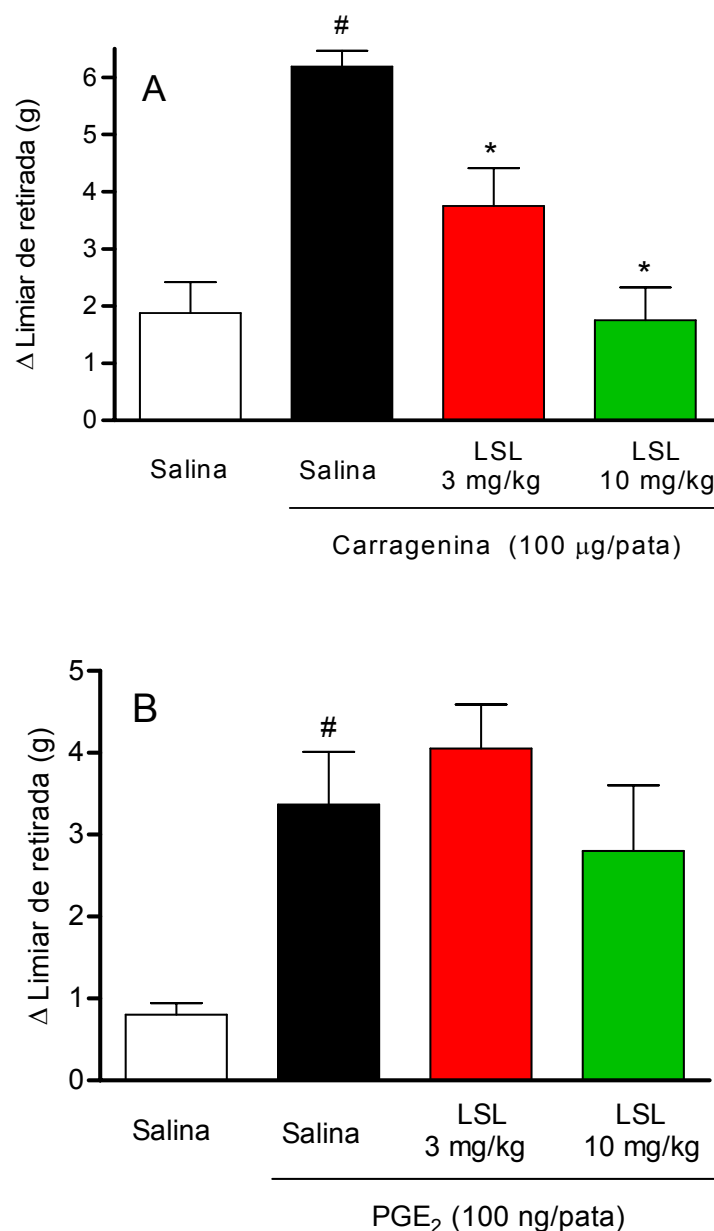 #
A
*
*
Δ Limiar de retirada (g)
6
5
4
3
2
1
0
Salina
Salina
LSL
3 mg/kg
LSL
10 mg/kg
Carragenina (100 μg/pata)
B
#
Δ Limiar de retirada (g)
5
4
3
2
1
0
Salina
Salina
LSL
3 mg/kg
LSL
10 mg/kg
PGE₂ (100 ng/pata)